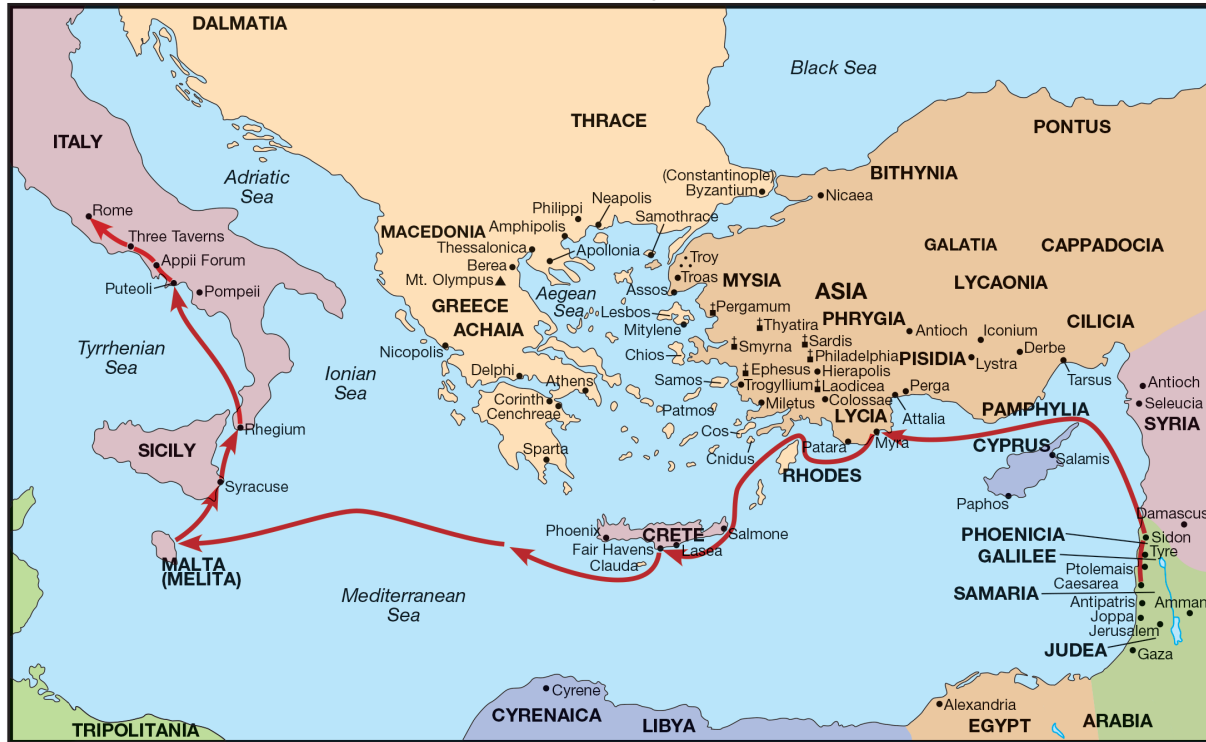 DALMATIA
Black Sea
THRACE
PONTUS
ITALY
Adriatic
Sea
(Constantinople)
Byzantium
BITHYNIA
Nicaea
Neapolis
Philippi
Samothrace
Rome
Amphipolis
MACEDONIA
Three Taverns
Thessalonica
Apollonia
GALATIA
CAPPADOCIA
Appii Forum
Berea
Troy
Troas
MYSIA
Mt. Olympus
LYCAONIA
Puteoli
Pompeii
Aegean
Sea
Assos
ASIA
GREECE
Lesbos
Pergamum
ACHAIA
Mitylene
Thyatira
PHRYGIA
Antioch
Iconium
CILICIA
Tyrrhenian
Sea
Nicopolis
Chios
Smyrna
Sardis
Philadelphia
PISIDIA
Derbe
Lystra
Ionian
Sea
Delphi
Athens
Samos
Ephesus
Hierapolis
Trogyllium
Laodicea
Perga
Tarsus
Antioch
Corinth
Cenchreae
Patmos
Miletus
Colossae
Attalia
PAMPHYLIA
Seleucia
SYRIA
Rhegium
LYCIA
Cos
SICILY
Sparta
Cnidus
Patara
Myra
CYPRUS
Salamis
RHODES
Syracuse
Paphos
Damascus
Phoenix
CRETE
Salmone
PHOENICIA
Sidon
Fair Havens
Lasea
GALILEE
Tyre
Clauda
MALTA
(MELITA)
Ptolemais
Caesarea
Mediterranean
Sea
SAMARIA
Antipatris
Amman
Joppa
Jerusalem
JUDEA
Gaza
Cyrene
Alexandria
CYRENAICA
LIBYA
EGYPT
ARABIA
TRIPOLITANIA